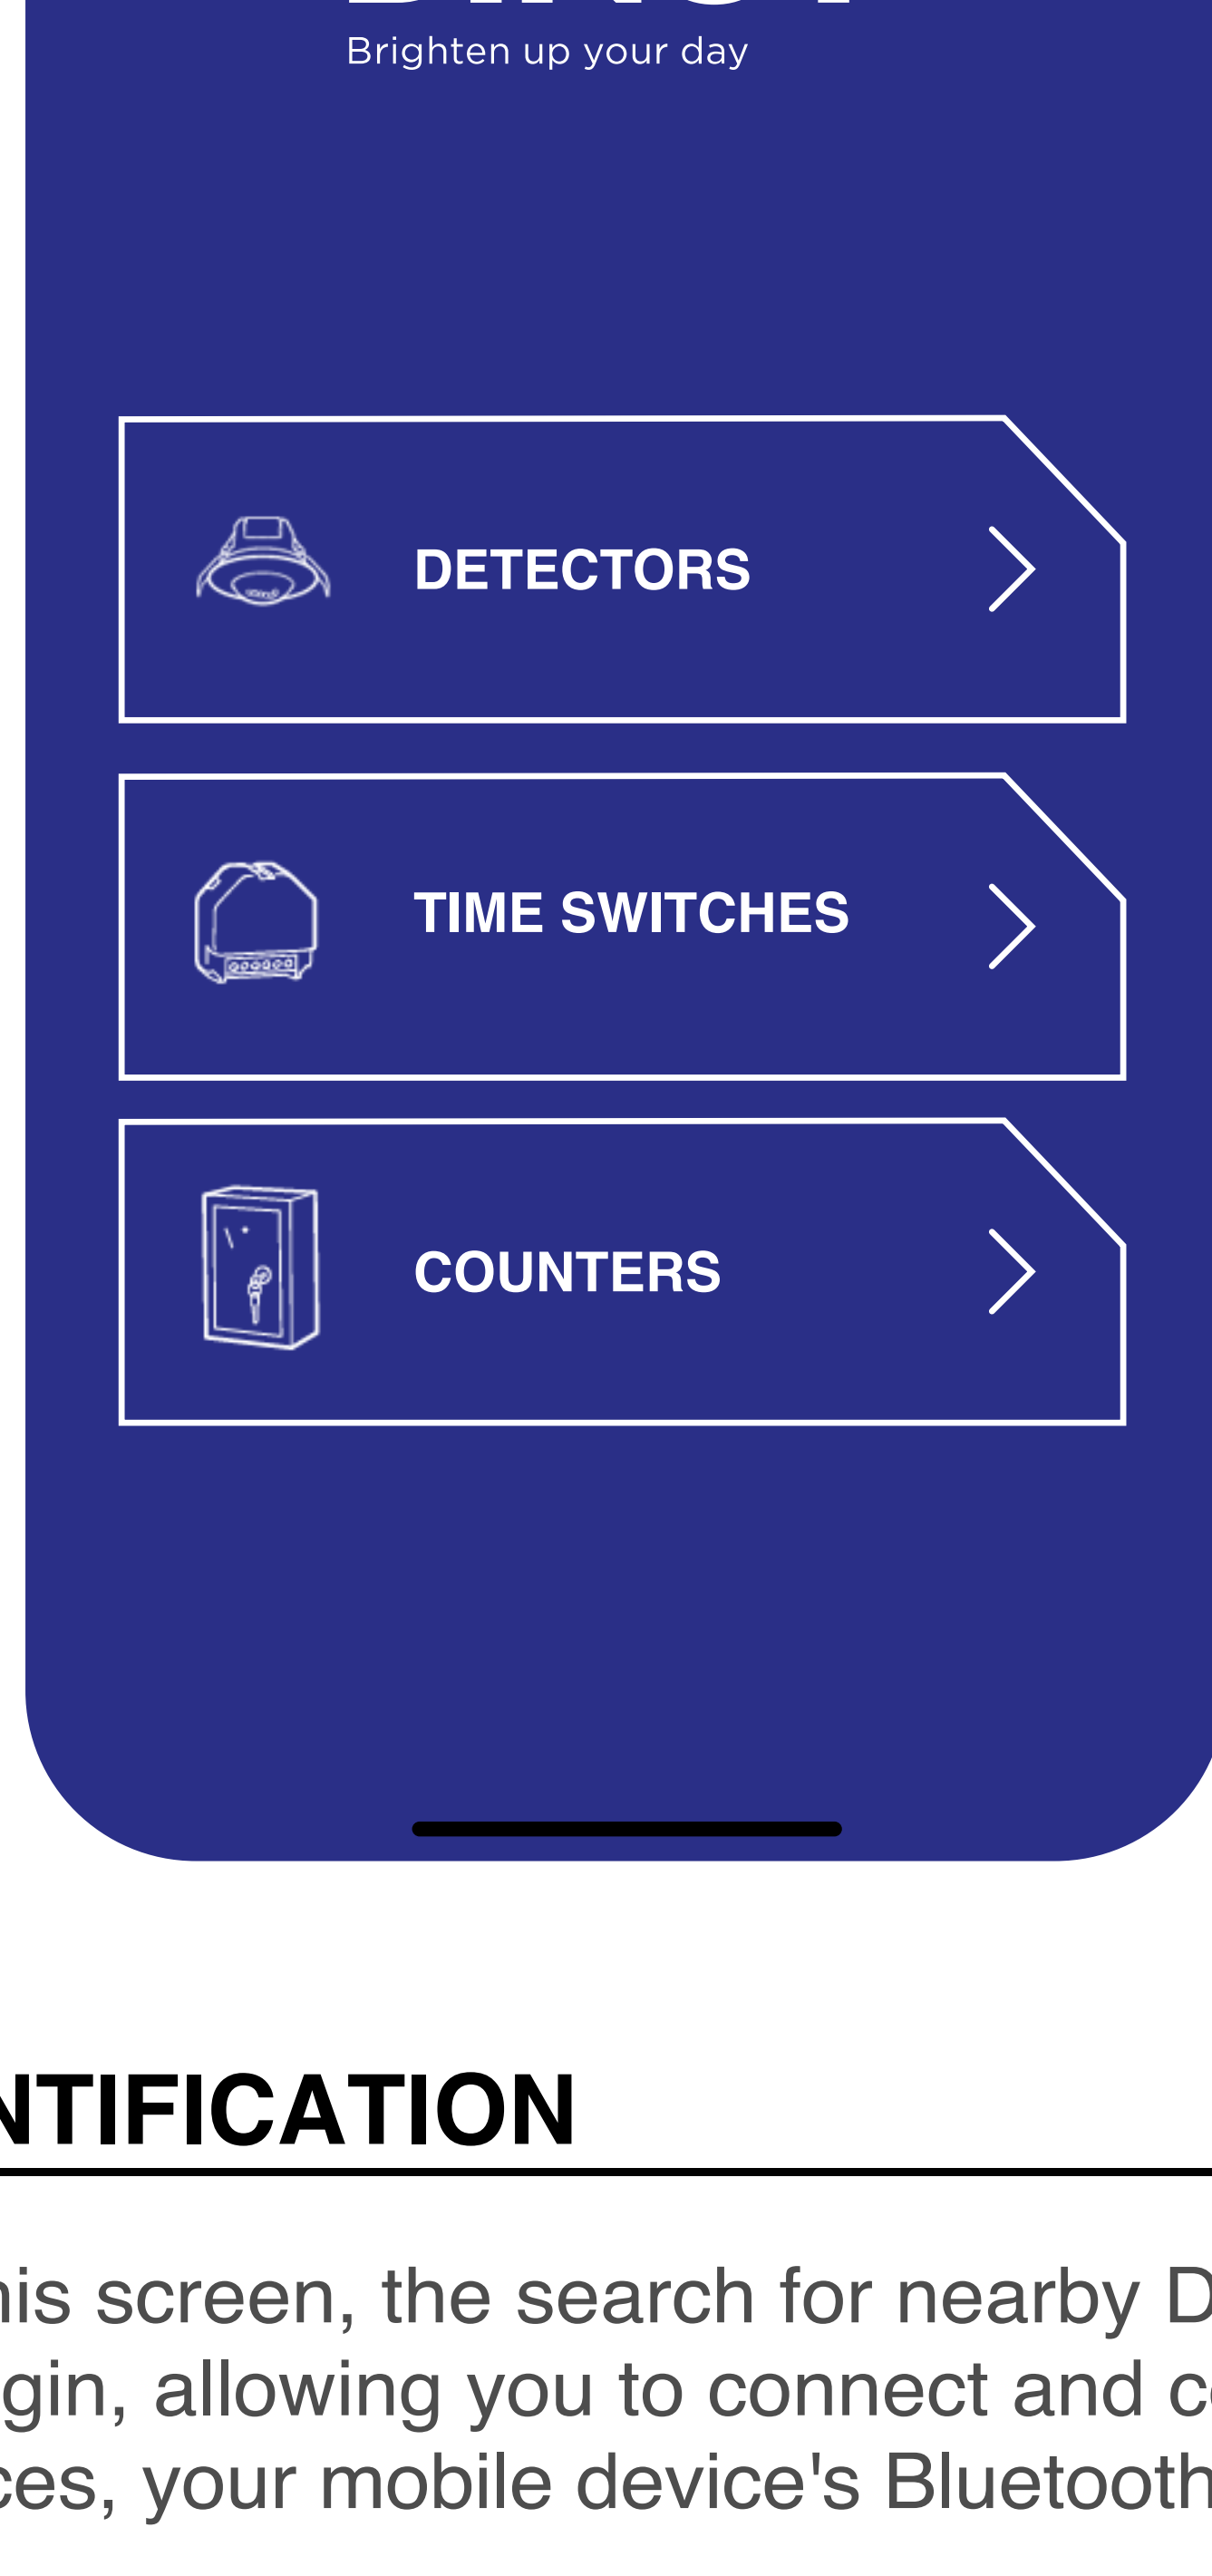 Brighten up your day
DETECTORS
TIME SWITCHES
COUNTERS
NTIFICATION
his screen, the search for nearby D
gin, allowing you to connect and c
ces, your mobile device's Bluetooth